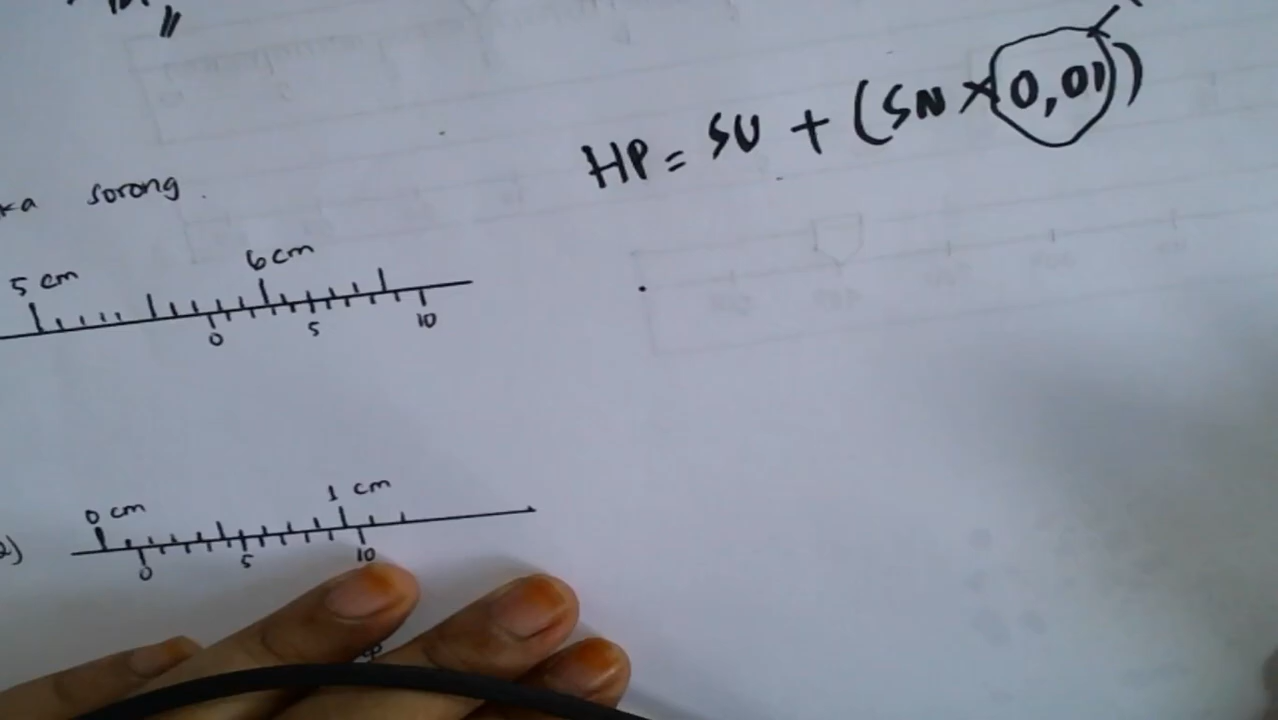 HP = SU + (SN × 0,01)
ka sorong.
5 cm 6 cm
0 5 10
0 cm 1 cm
2)
0 5 10